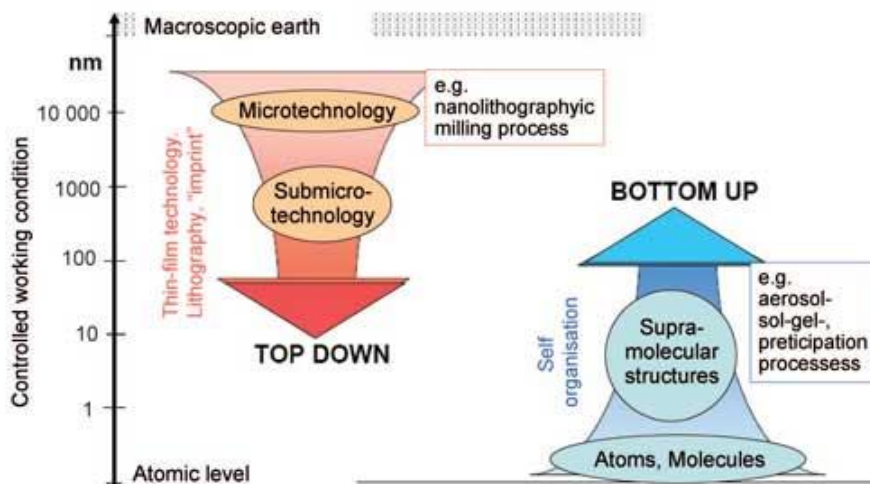 Macroscopic earth
nm
10 000
1000
100
10
1
Atomic level
Controlled working condition
Thin-film technology.
Lithography, "imprint"
Microtechnology
Submicro-
technology
TOP DOWN
e.g.
nanolithographyic
milling process
BOTTOM UP
Self
organisation
Supra-
molecular
structures
Atoms, Molecules
e.g.
aerosol-
sol-gel-,
preticipation
processess